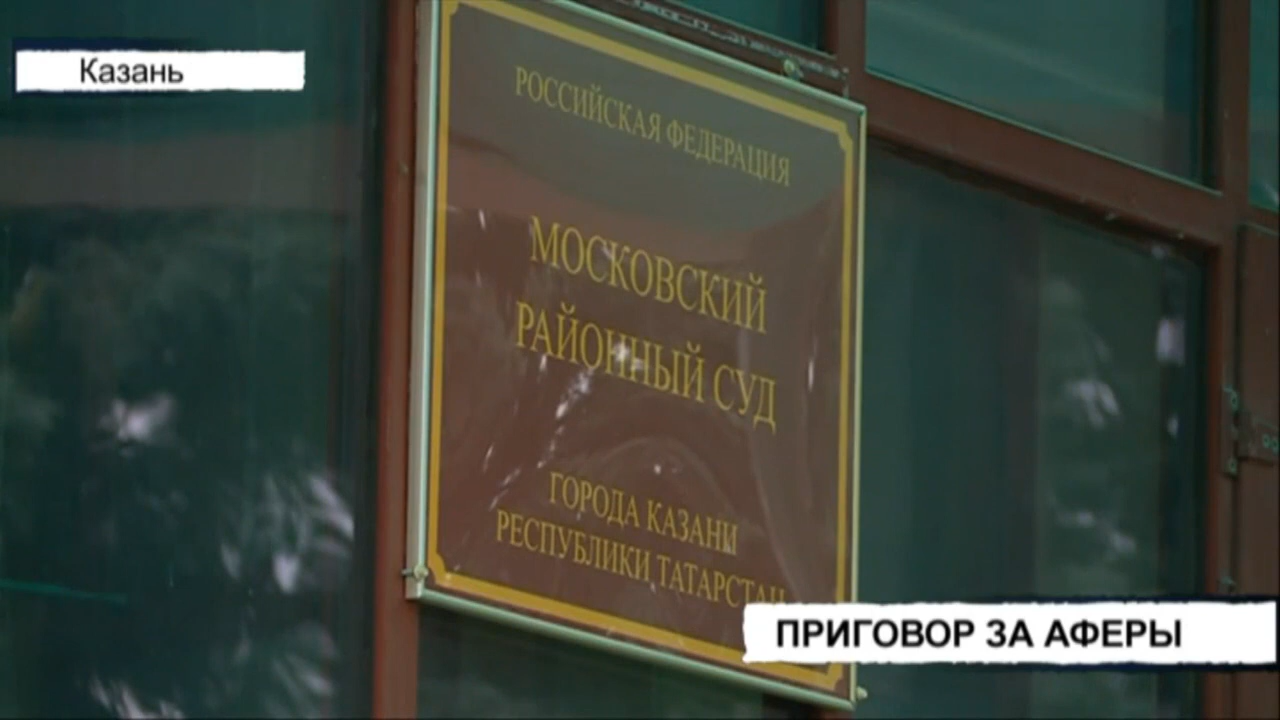 Казань
РОССИЙСКАЯ ФЕДЕРАЦИЯ
МОСКОВСКИЙ
РАЙОННЫЙ СУД
ГОРОДА КАЗАНИ
РЕСПУБЛИКИ ТАТАРСТАН
ПРИГОВОР ЗА АФЕРЫ